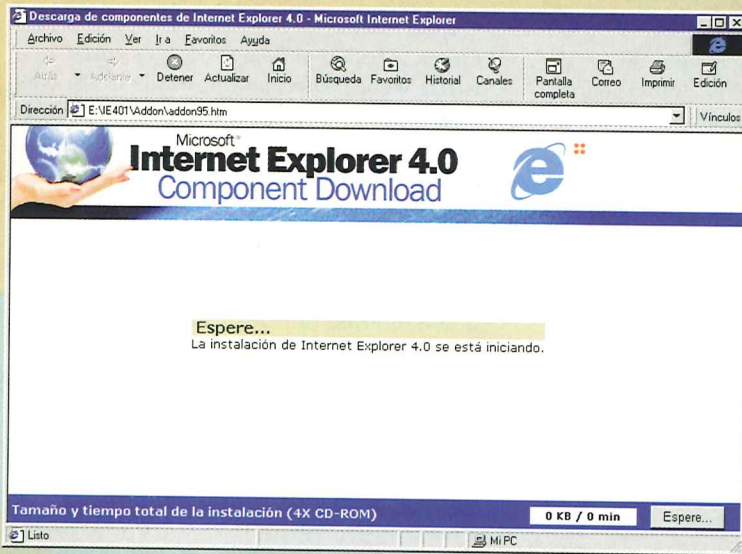 Descarga de componentes de Internet Explorer 4.0 - Microsoft Internet Explorer
Archivo Edición Ver Ir a Favoritos Ayuda
Atrás Adelante Detener Actualizar Inicio Búsqueda Favoritos Historial Canales Pantalla completa Correo Imprimir Edición
Dirección E:\IE401\Addon\addon95.htm Vínculos
Microsoft®
Internet Explorer 4.0
Component Download
Espere...
La instalación de Internet Explorer 4.0 se está iniciando.
Tamaño y tiempo total de la instalación (4X CD-ROM) 0 KB / 0 min Espere...
Listo Mi PC